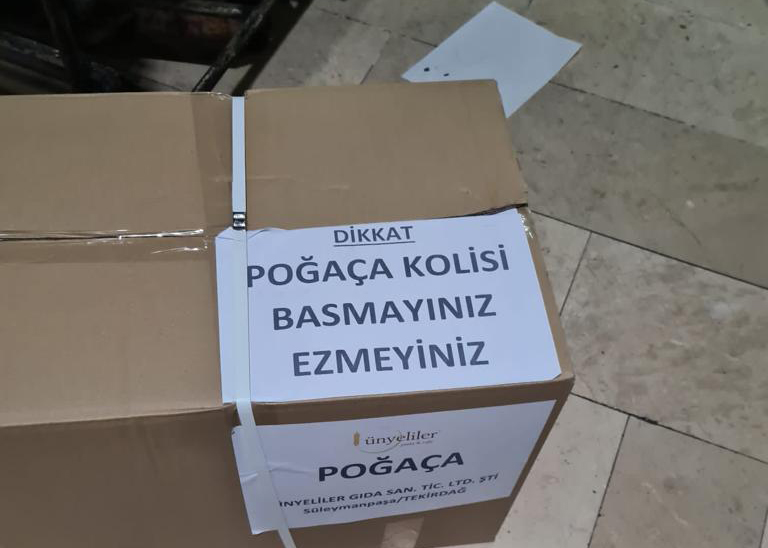 DİKKAT
POĞAÇA KOLİSİ
BASMAYINIZ
EZMEYİNİZ
ünyeliler
POĞAÇA
ÜNYELİLER GIDA SAN. TİC. LTD. ŞTİ
Süleymanpaşa/TEKİRDAĞ